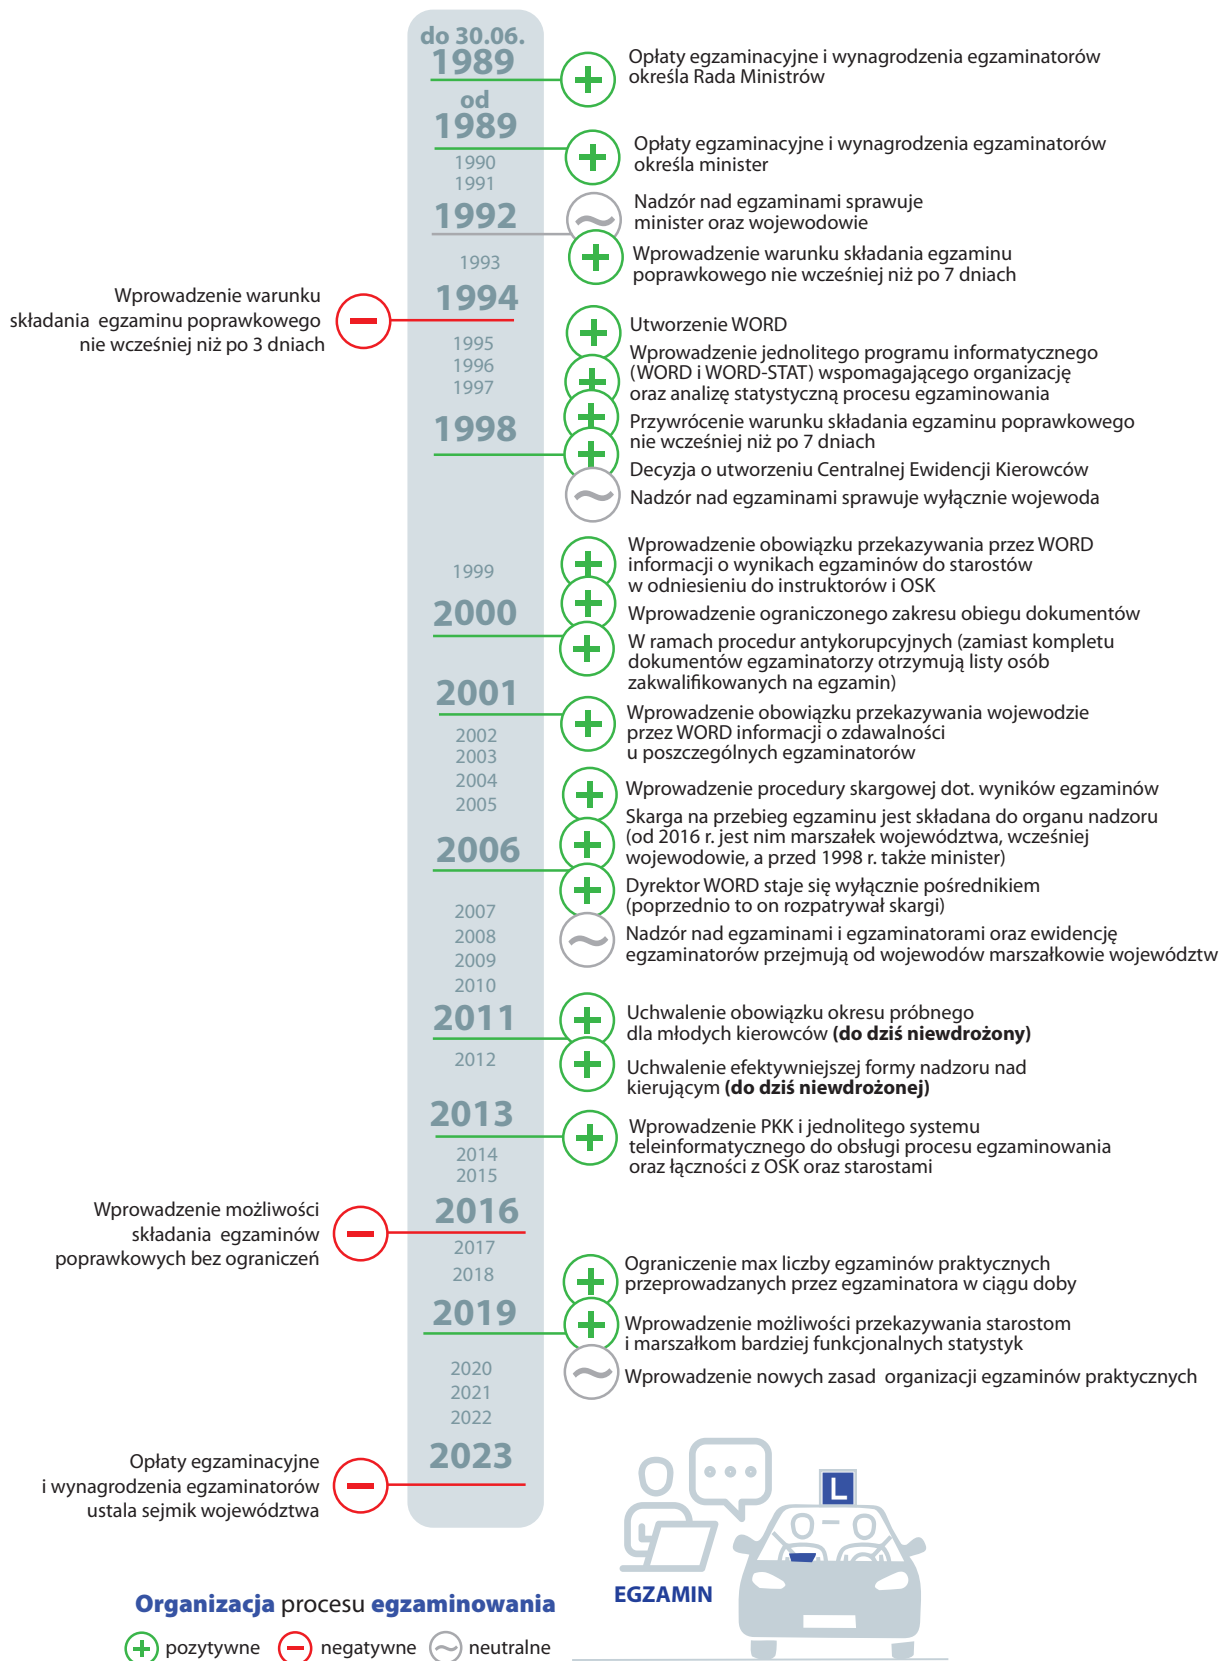 do 30.06.
1989
Opłaty egzaminacyjne i wynagrodzenia egzaminatorów
określa Rada Ministrów
od
1989
Opłaty egzaminacyjne i wynagrodzenia egzaminatorów
określa minister
1990
1991
1992
Nadzór nad egzaminami sprawuje
minister oraz wojewodowie
Wprowadzenie warunku składania egzaminu
poprawkowego nie wcześniej niż po 7 dniach
1993
1994
Wprowadzenie warunku
składania egzaminu poprawkowego
nie wcześniej niż po 3 dniach
1995
1996
1997
1998
Utworzenie WORD
Wprowadzenie jednolitego programu informatycznego
(WORD i WORD-STAT) wspomagającego organizację
oraz analizę statystyczną procesu egzaminowania
Przywrócenie warunku składania egzaminu poprawkowego
nie wcześniej niż po 7 dniach
Decyzja o utworzeniu Centralnej Ewidencji Kierowców
Nadzór nad egzaminami sprawuje wyłącznie wojewoda
1999
2000
Wprowadzenie obowiązku przekazywania przez WORD
informacji o wynikach egzaminów do starostów
w odniesieniu do instruktorów i OSK
Wprowadzenie ograniczonego zakresu obiegu dokumentów
W ramach procedur antykorupcyjnych (zamiast kompletu
dokumentów egzaminatorzy otrzymują listy osób
zakwalifikowanych na egzamin)
2001
Wprowadzenie obowiązku przekazywania wojewodzie
przez WORD informacji o zdawalności
u poszczególnych egzaminatorów
2002
2003
2004
2005
2006
Wprowadzenie procedury skargowej dot. wyników egzaminów
Skarga na przebieg egzaminu jest składana do organu nadzoru
(od 2016 r. jest nim marszałek województwa, wcześniej
wojewodowie, a przed 1998 r. także minister)
Dyrektor WORD staje się wyłącznie pośrednikiem
(poprzednio to on rozpatrywał skargi)
Nadzór nad egzaminami i egzaminatorami oraz ewidencję
egzaminatorów przejmują od wojewodów marszałkowie województw
2007
2008
2009
2010
2011
Uchwalenie obowiązku okresu próbnego
dla młodych kierowców (do dziś niewdrożony)
Uchwalenie efektywniejszej formy nadzoru nad
kierującym (do dziś niewdrożonej)
2012
2013
Wprowadzenie PKK i jednolitego systemu
teleinformatycznego do obsługi procesu egzaminowania
oraz łączności z OSK oraz starostami
2014
2015
2016
Wprowadzenie możliwości
składania egzaminów
poprawkowych bez ograniczeń
2017
2018
2019
Ograniczenie max liczby egzaminów praktycznych
przeprowadzanych przez egzaminatora w ciągu doby
Wprowadzenie możliwości przekazywania starostom
i marszałkom bardziej funkcjonalnych statystyk
Wprowadzenie nowych zasad organizacji egzaminów praktycznych
2020
2021
2022
2023
Opłaty egzaminacyjne
i wynagrodzenia egzaminatorów
ustala sejmik województwa
L
EGZAMIN
Organizacja procesu egzaminowania
pozytywne negatywne neutralne